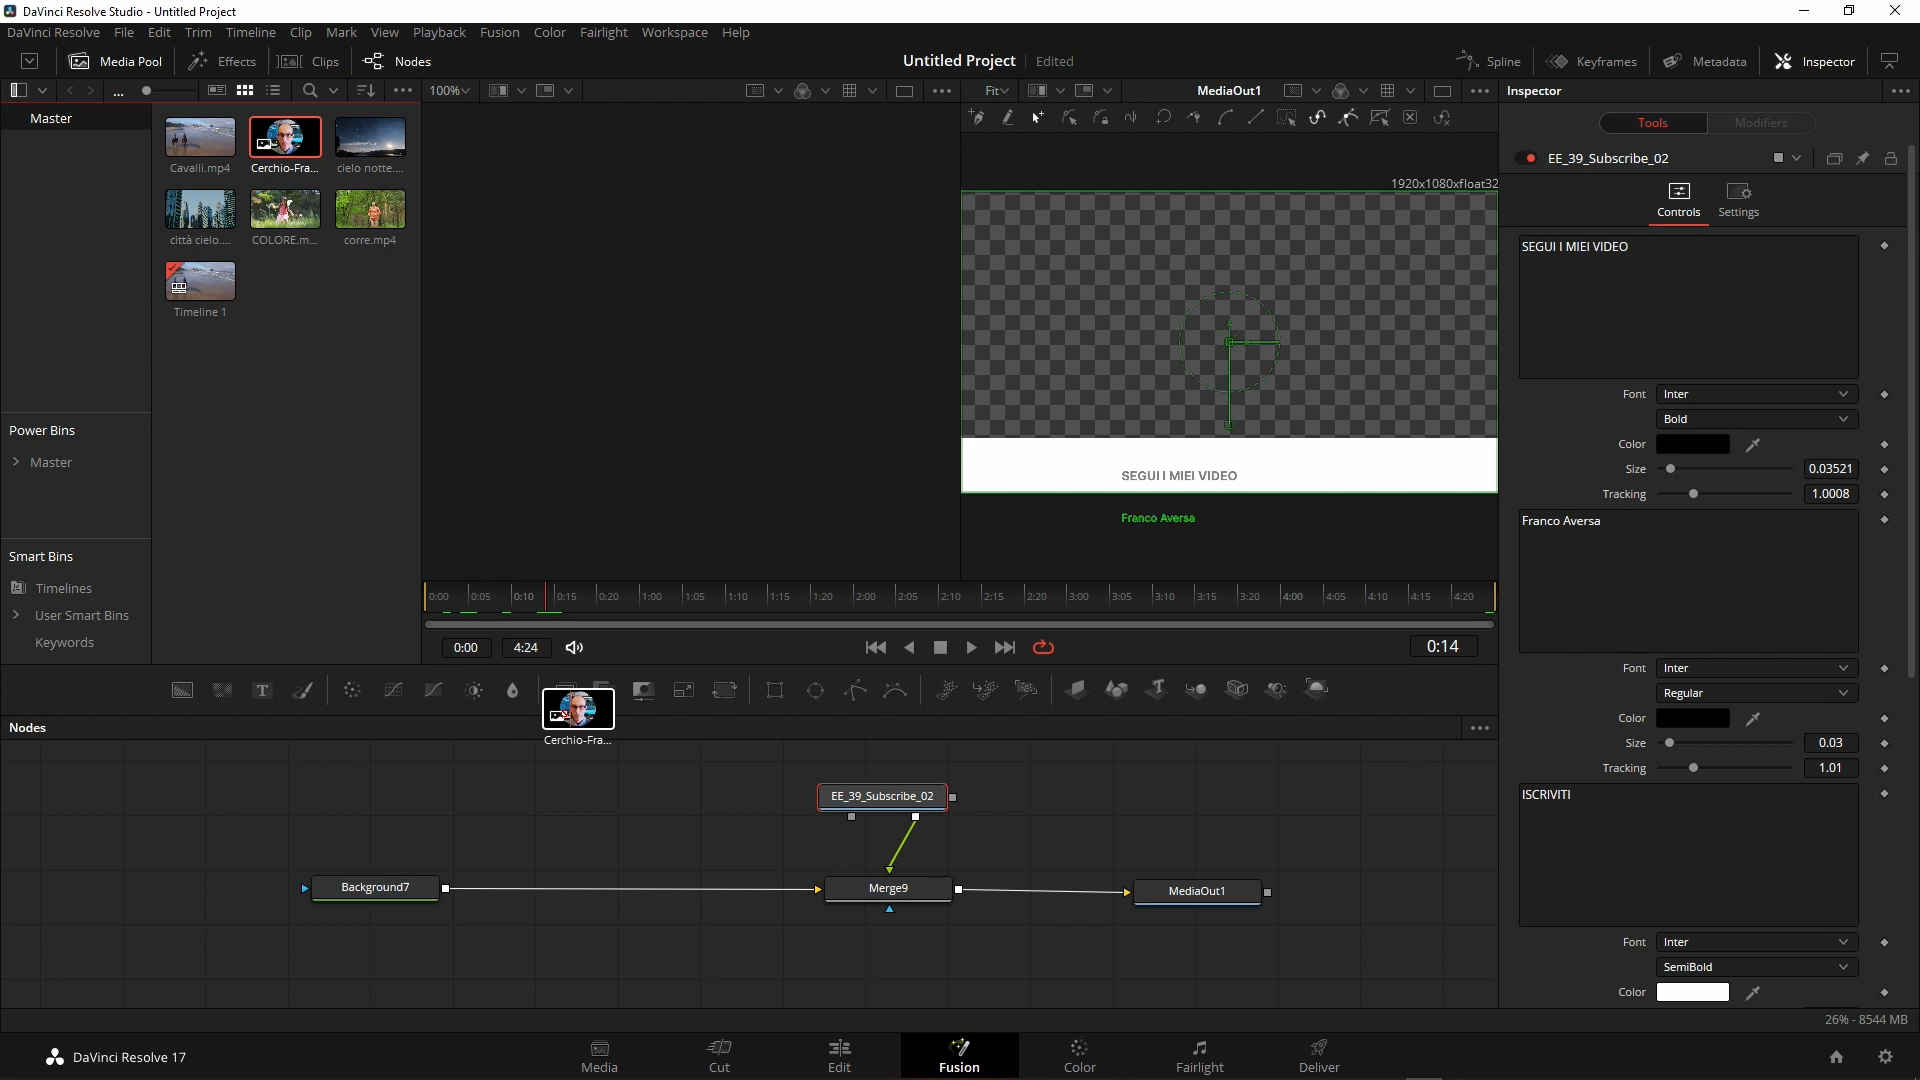 DaVinci Resolve Studio - Untitled Project
DaVinci Resolve File Edit Trim Timeline Clip Mark View Playback Fusion Color Fairlight Workspace Help
Media Pool Effects Clips Nodes Untitled Project Edited Spline Keyframes Metadata Inspector
... 100% Fit MediaOut1 Inspector
Master
Tools Modifiers
Cavalli.mp4 Cerchio-Fra... cielo notte....
EE_39_Subscribe_02
1920x1080xfloat32
Controls Settings
città cielo.... COLORE.m... corre.mp4
SEGUI I MIEI VIDEO
Timeline 1
Font Inter
Bold
Power Bins
Color
Master
Size 0.03521
SEGUI I MIEI VIDEO
Tracking 1.0008
Franco Aversa
Franco Aversa
Smart Bins
Timelines
0:00 0:05 0:10 0:15 0:20 1:00 1:05 1:10 1:15 1:20 2:00 2:05 2:10 2:15 2:20 3:00 3:05 3:10 3:15 3:20 4:00 4:05 4:10 4:15 4:20
User Smart Bins
Keywords
0:00 4:24 0:14
Font Inter
Regular
Color
Nodes
Cerchio-Fra...
Size 0.03
Tracking 1.01
EE_39_Subscribe_02
ISCRIVITI
Background7 Merge9 MediaOut1
Font Inter
SemiBold
Color
26% - 8544 MB
DaVinci Resolve 17
Media Cut Edit Fusion Color Fairlight Deliver